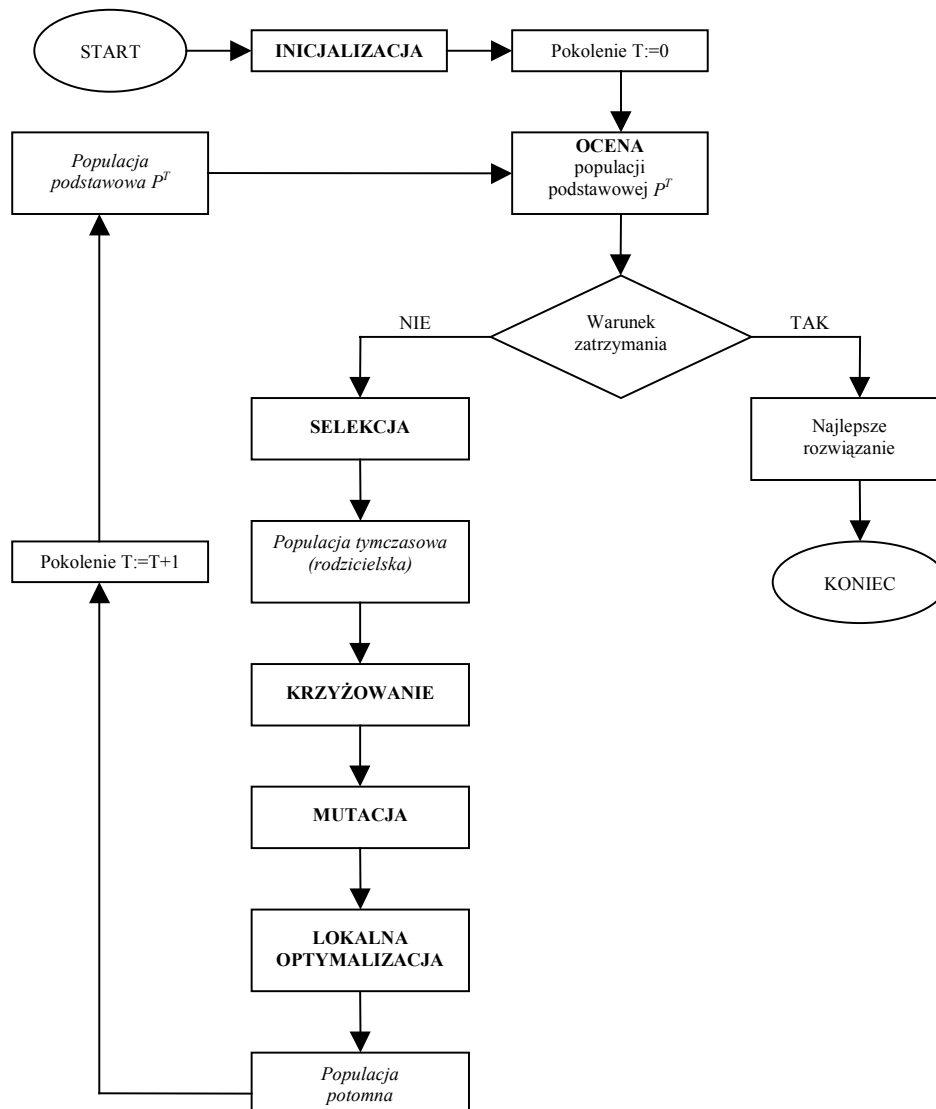 START
INICJALIZACJA
Pokolenie T:=0
Populacja
podstawowa P^T
OCENA
populacji
podstawowej P^T
NIE
Warunek
zatrzymania
TAK
SELEKCJA
Najlepsze
rozwiązanie
Populacja tymczasowa
(rodzicielska)
Pokolenie T:=T+1
KONIEC
KRZYŻOWANIE
MUTACJA
LOKALNA
OPTYMALIZACJA
Populacja
potomna